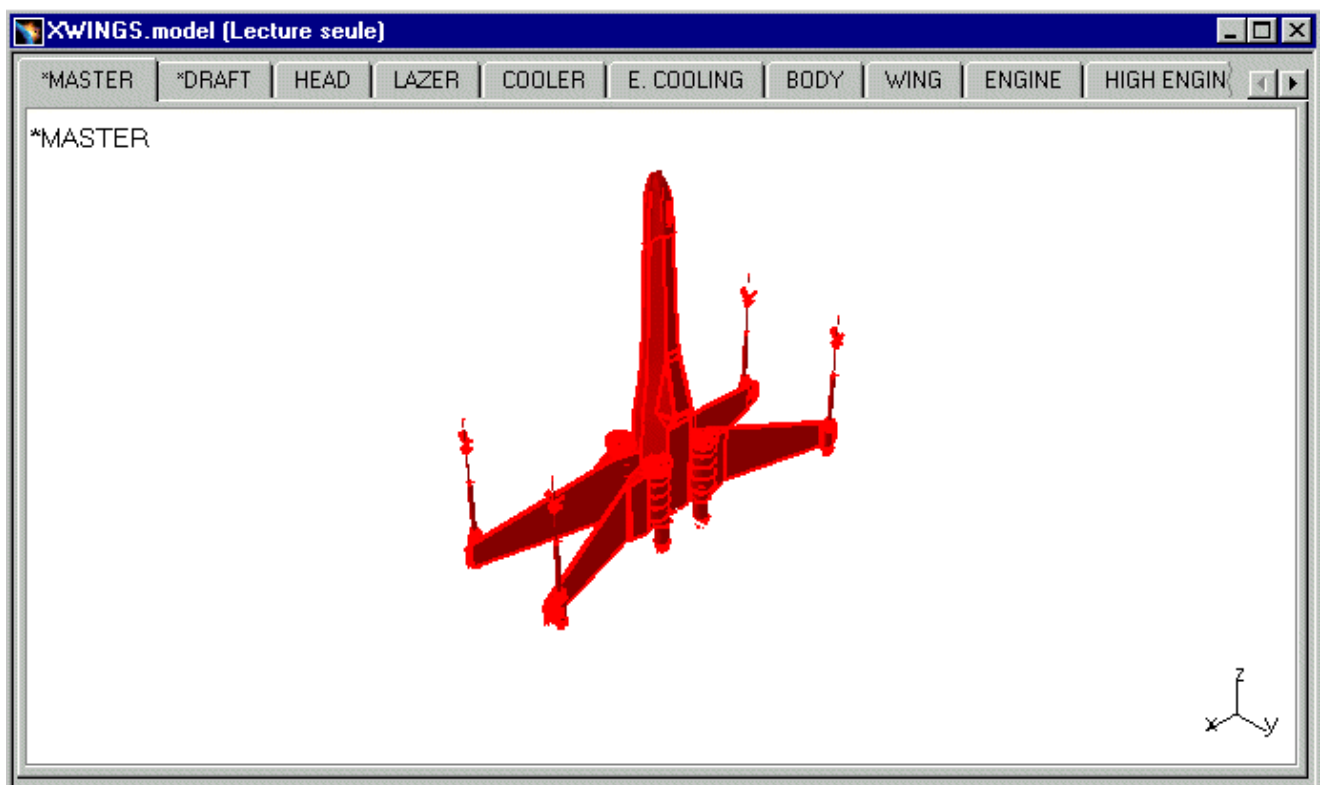 XWINGS.model (Lecture seule)
*MASTER *DRAFT HEAD LAZER COOLER E. COOLING BODY WING ENGINE HIGH ENGIN
*MASTER
z
x y